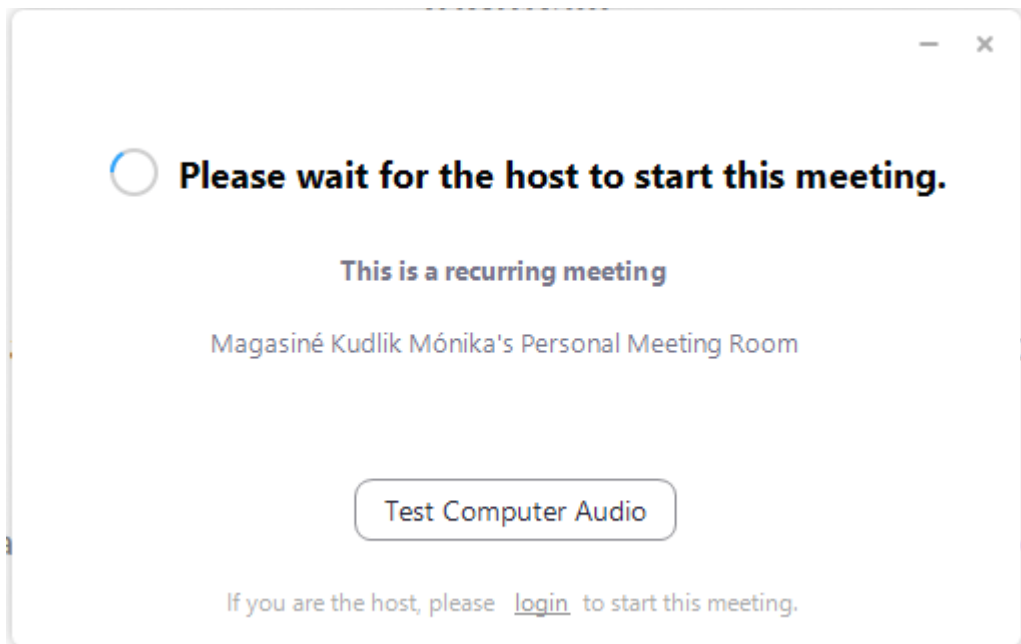 Please wait for the host to start this meeting.
This is a recurring meeting
Magasiné Kudlik Mónika's Personal Meeting Room
Test Computer Audio
If you are the host, please login to start this meeting.